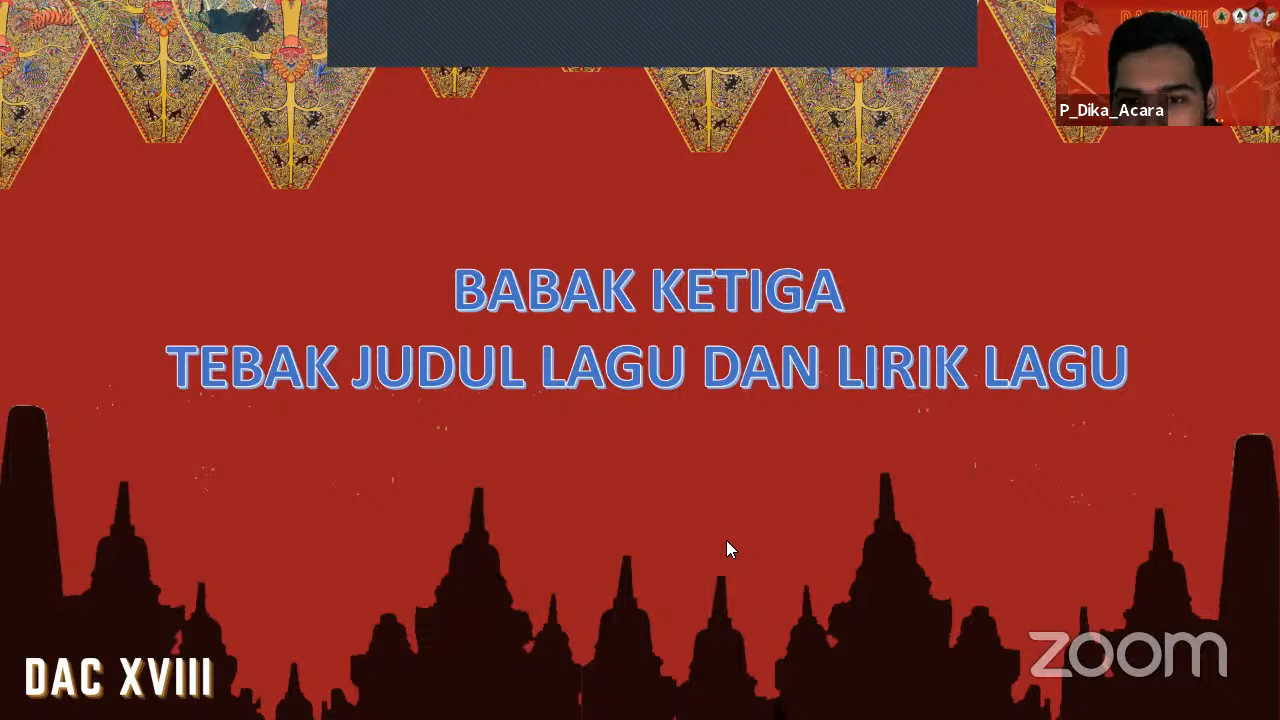 P_Dika_Acara
BABAK KETIGA
TEBAK JUDUL LAGU DAN LIRIK LAGU
DAC XVIII
zoom